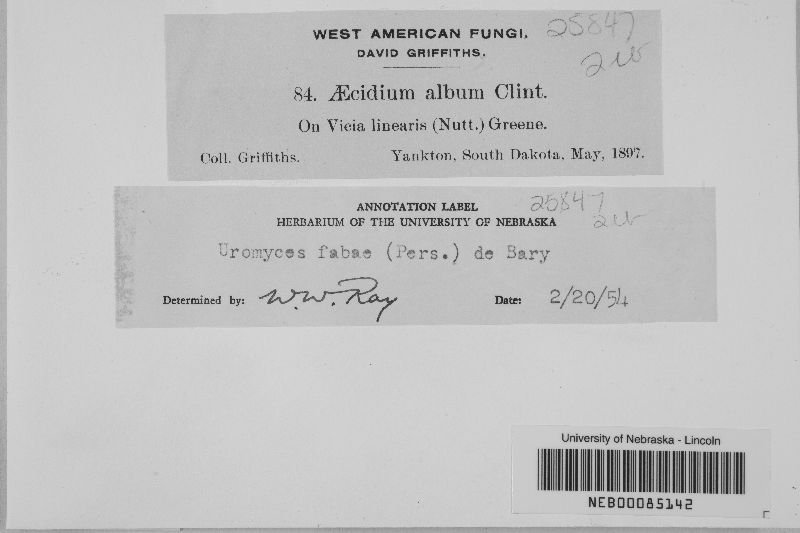 WEST AMERICAN FUNGI. 25847
DAVID GRIFFITHS.
84. Æcidium album Clint.
On Vicia linearis (Nutt.) Greene.
Coll. Griffiths. Yankton, South Dakota, May, 1897.
ANNOTATION LABEL 25847
HERBARIUM OF THE UNIVERSITY OF NEBRASKA
Uromyces fabae (Pers.) de Bary
Determined by: W.W. Ray Date: 2/20/54
University of Nebraska - Lincoln
NEB00085142